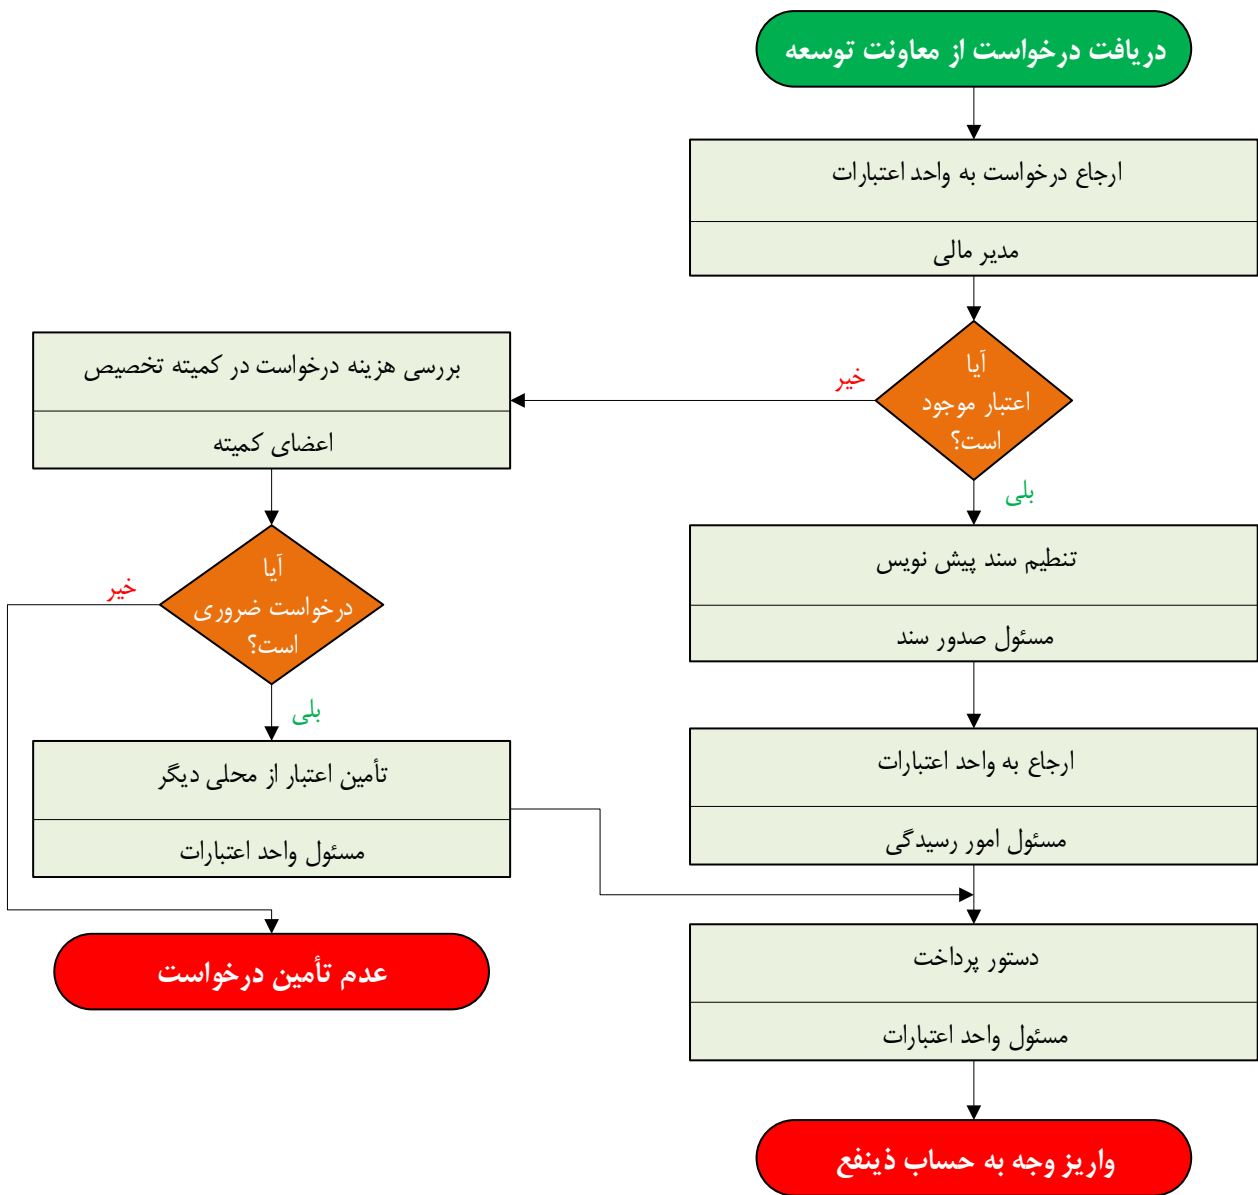 دریافت درخواست از معاونت توسعه
ارجاع درخواست به واحد اعتبارات
مدیر مالی
آیا
اعتبار موجود
است؟
خیر
بلی
بررسی هزینه درخواست در کمیته تخصیص
اعضای کمیته
آیا
درخواست ضروری
است؟
خیر
بلی
تنطیم سند پیش نویس
مسئول صدور سند
ارجاع به واحد اعتبارات
مسئول امور رسیدگی
تأمین اعتبار از محلی دیگر
مسئول واحد اعتبارات
عدم تأمین درخواست
دستور پرداخت
مسئول واحد اعتبارات
واریز وجه به حساب ذینفع